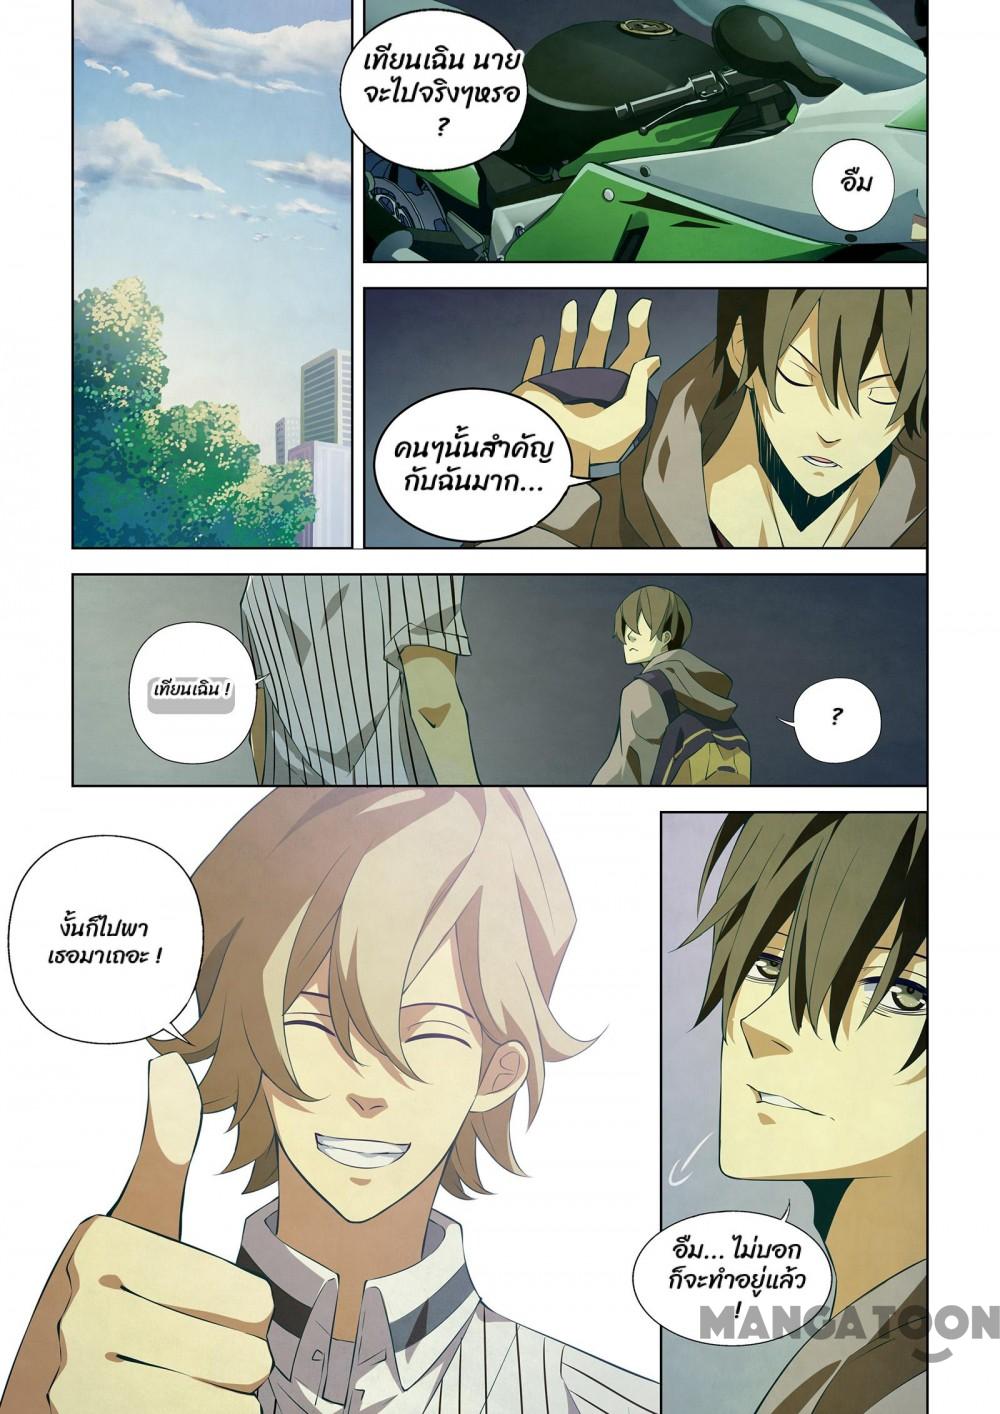 เทียนเฉิน นาย
จะไปจริงๆหรอ
?
อืม
คนๆนั้นสำคัญ
กับฉันมาก...
เทียนเฉิน !
?
งั้นก็ไปพา
เธอมาเถอะ !
อืม... ไม่บอก
ก็จะทำอยู่แล้ว
!
MANGATOON